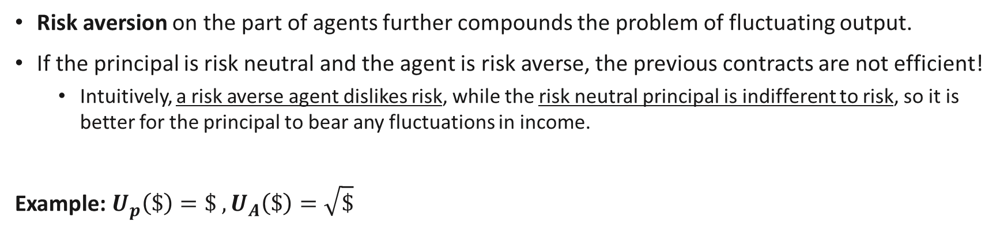 • Risk aversion on the part of agents further compounds the problem of fluctuating output.
• If the principal is risk neutral and the agent is risk averse, the previous contracts are not efficient!
• Intuitively, a risk averse agent dislikes risk, while the risk neutral principal is indifferent to risk, so it is
better for the principal to bear any fluctuations in income.
Example: U_p($) = $ , U_A($) = √$